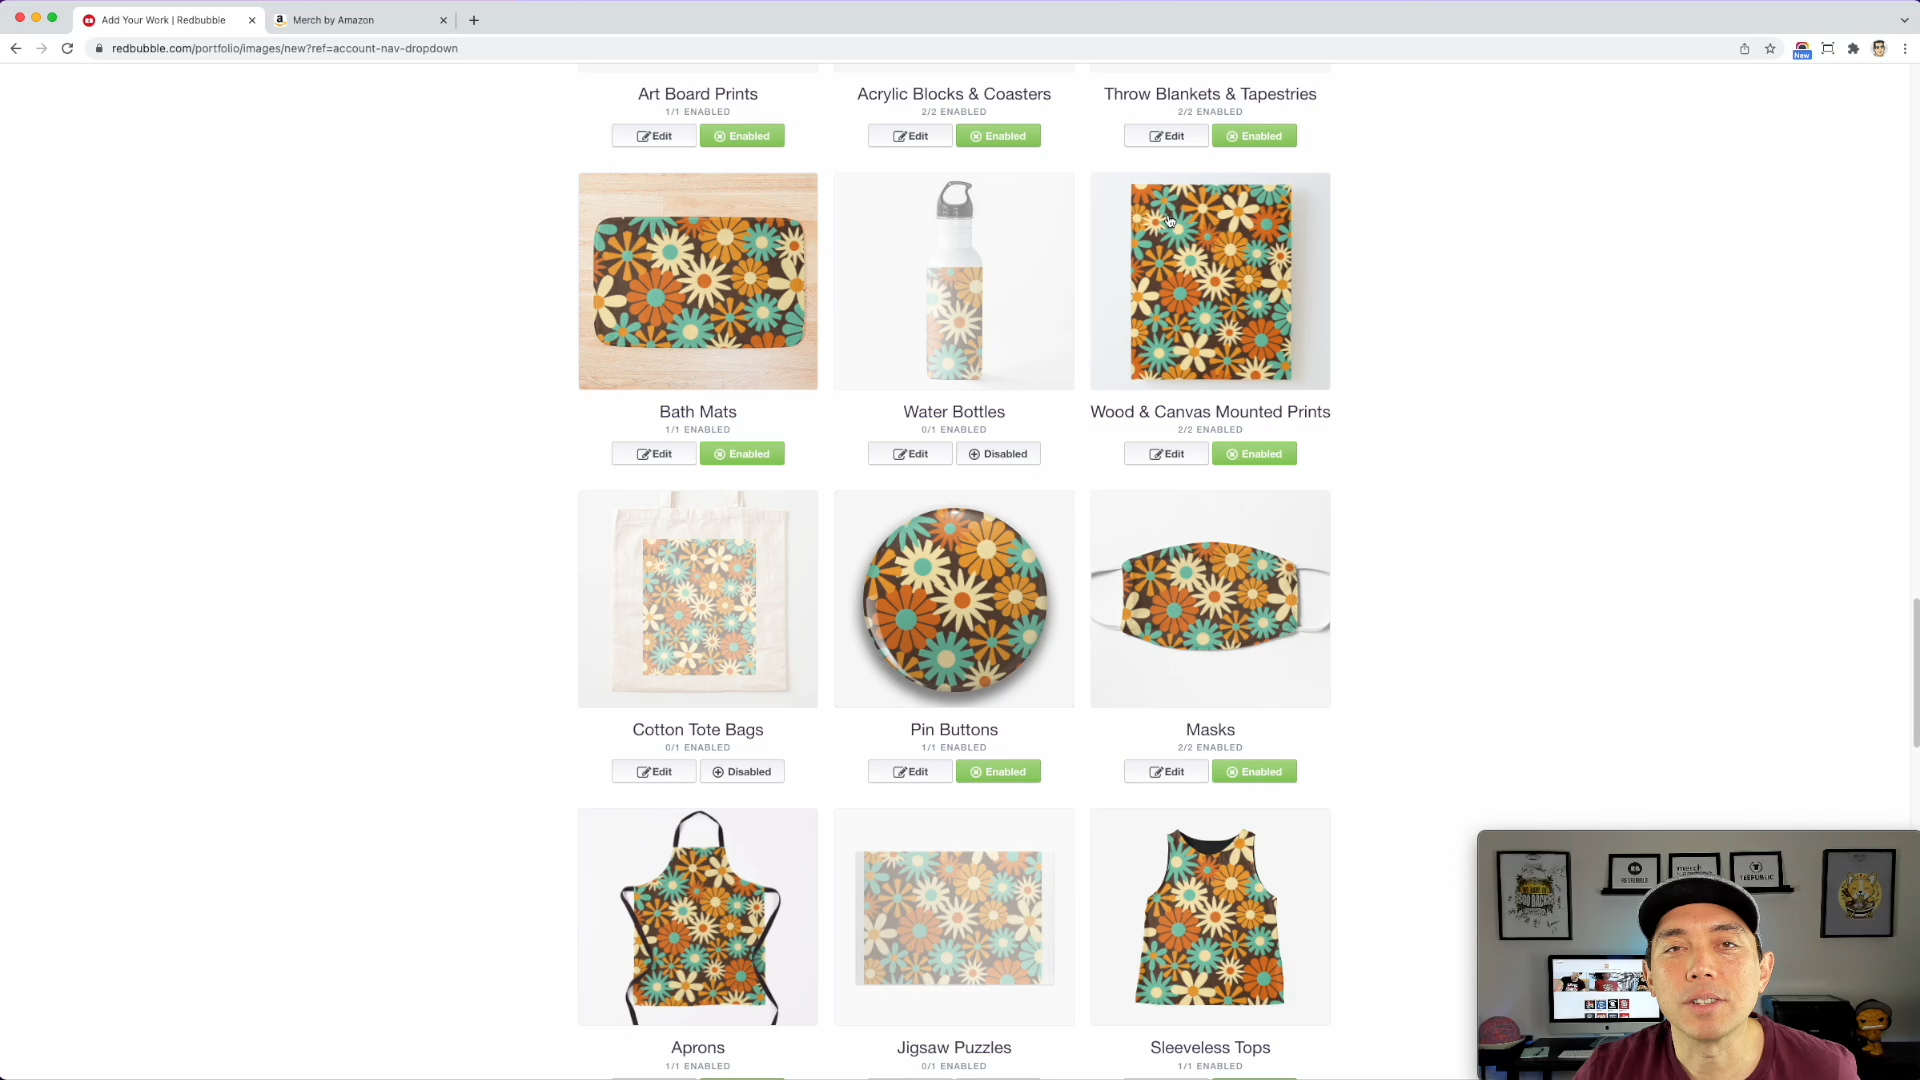 Add Your Work | Redbubble
Merch by Amazon
redbubble.com/portfolio/images/new?ref=account-nav-dropdown
New
Art Board Prints
1/1 ENABLED
Edit
Enabled
Acrylic Blocks & Coasters
2/2 ENABLED
Edit
Enabled
Throw Blankets & Tapestries
2/2 ENABLED
Edit
Enabled
Bath Mats
1/1 ENABLED
Edit
Enabled
Water Bottles
0/1 ENABLED
Edit
Disabled
Wood & Canvas Mounted Prints
2/2 ENABLED
Edit
Enabled
Cotton Tote Bags
0/1 ENABLED
Edit
Disabled
Pin Buttons
1/1 ENABLED
Edit
Enabled
Masks
2/2 ENABLED
Edit
Enabled
REDBUBBLE
merch
TEEPUBLIC
Aprons
1/1 ENABLED
Jigsaw Puzzles
0/1 ENABLED
Sleeveless Tops
1/1 ENABLED